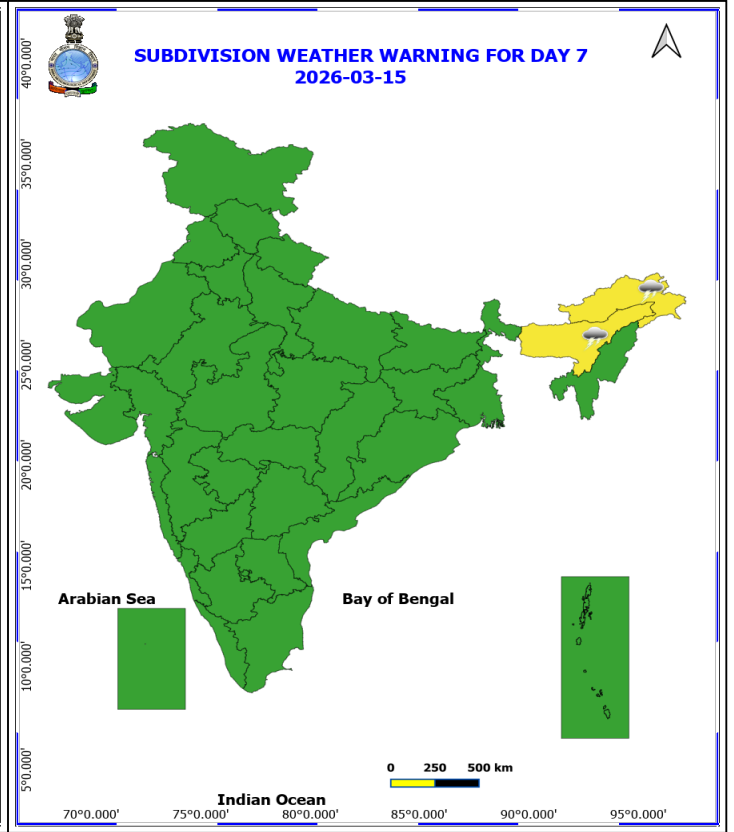 SUBDIVISION WEATHER WARNING FOR DAY 7
2026-03-15
40°0.000'
35°0.000'
30°0.000'
25°0.000'
20°0.000'
15°0.000'
10°0.000'
5°0.000'
Arabian Sea
Bay of Bengal
0 250 500 km
Indian Ocean
70°0.000' 75°0.000' 80°0.000' 85°0.000' 90°0.000' 95°0.000'